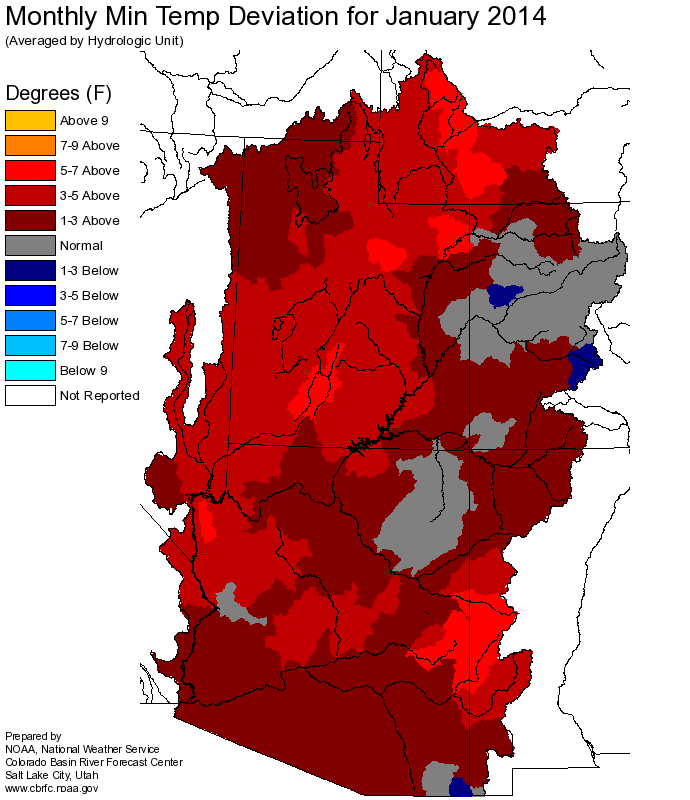 Monthly Min Temp Deviation for January 2014
(Averaged by Hydrologic Unit)
Degrees (F)
Above 9
7-9 Above
5-7 Above
3-5 Above
1-3 Above
Normal
1-3 Below
3-5 Below
5-7 Below
7-9 Below
Below 9
Not Reported
Prepared by
NOAA, National Weather Service
Colorado Basin River Forecast Center
Salt Lake City, Utah
www.cbrfc.noaa.gov